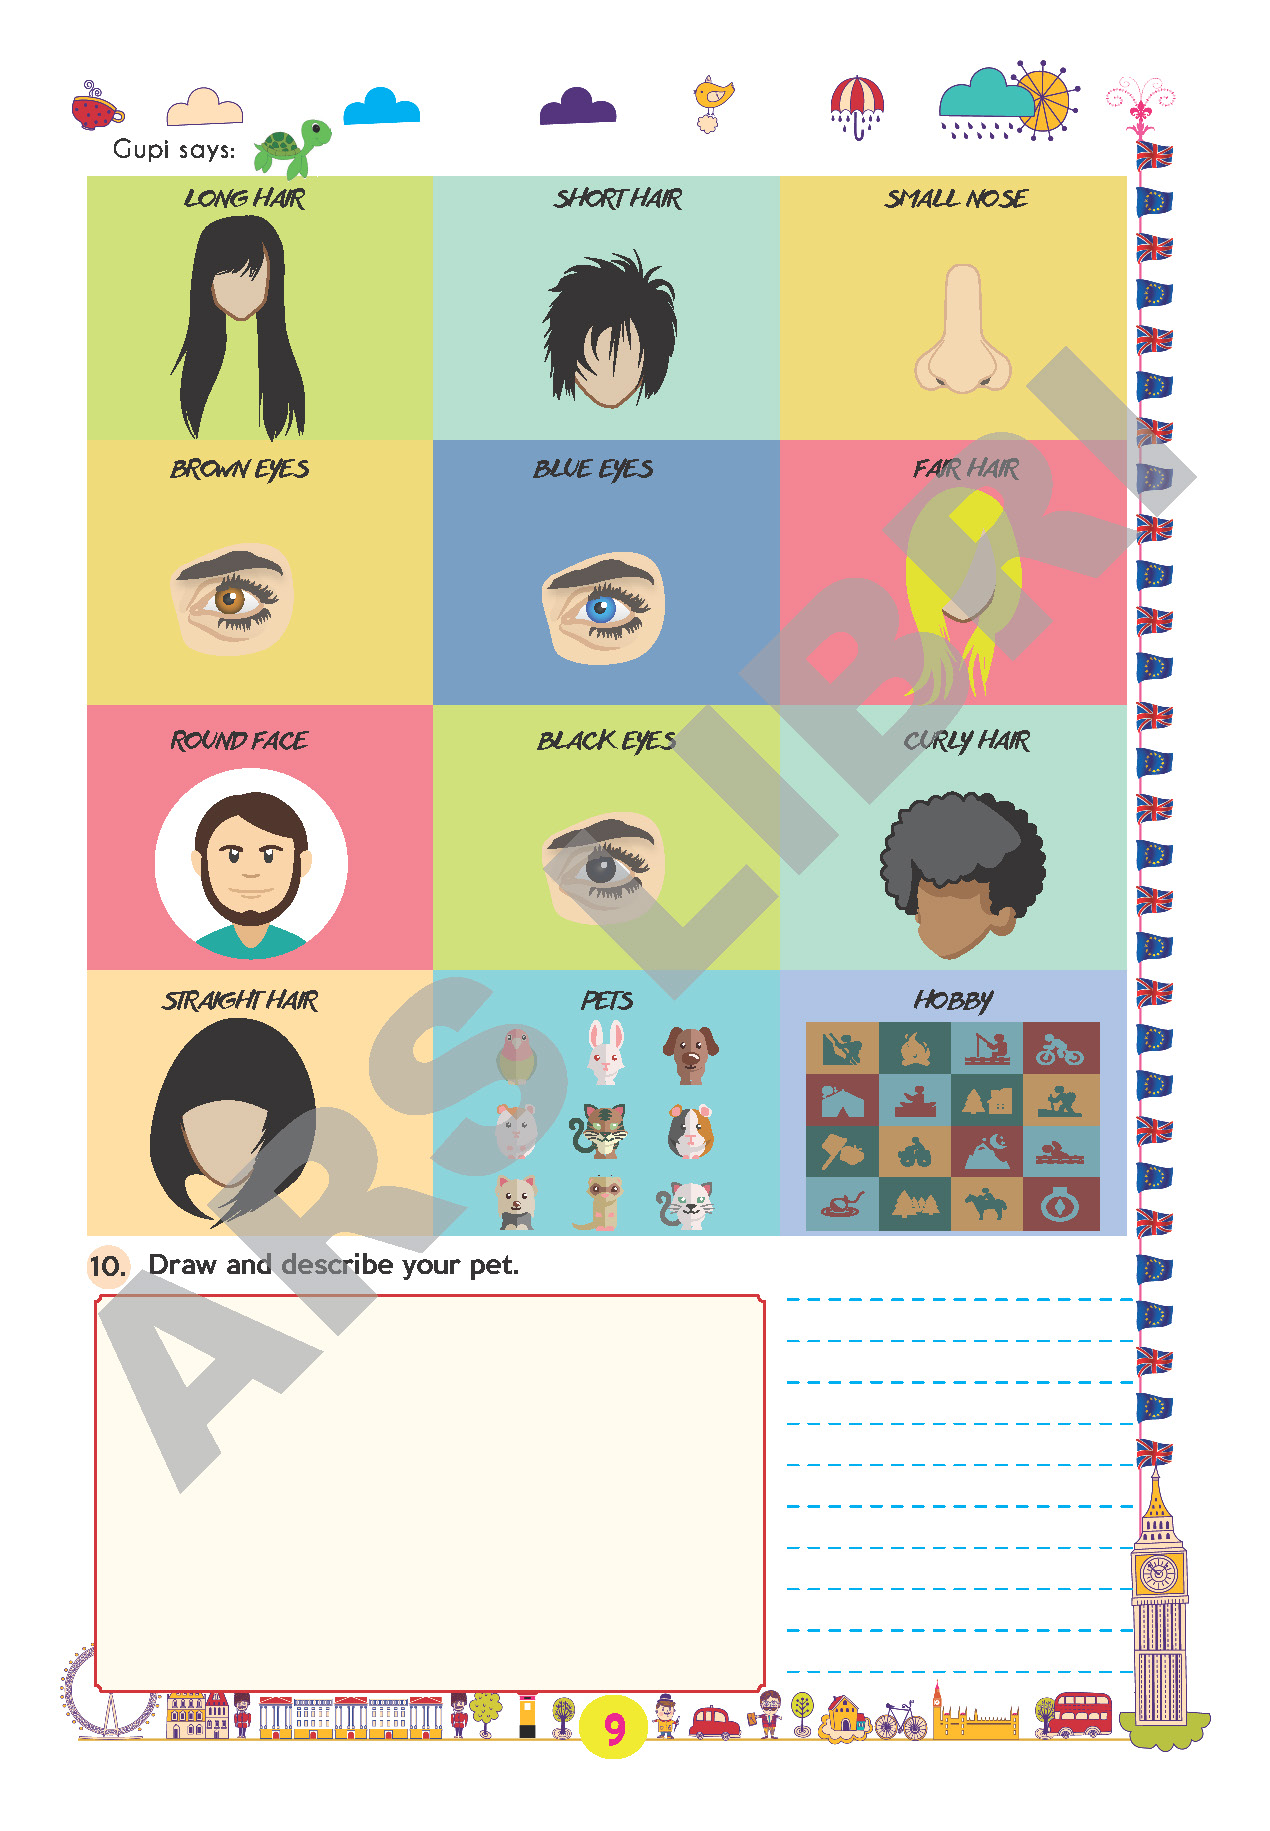 Gupi says:
LONG HAIR
SHORT HAIR
SMALL NOSE
BROWN EYES
BLUE EYES
FAIR HAIR
ROUND FACE
BLACK EYES
CURLY HAIR
STRAIGHT HAIR
PETS
HOBBY
10. Draw and describe your pet.
9
ARS LIBRI